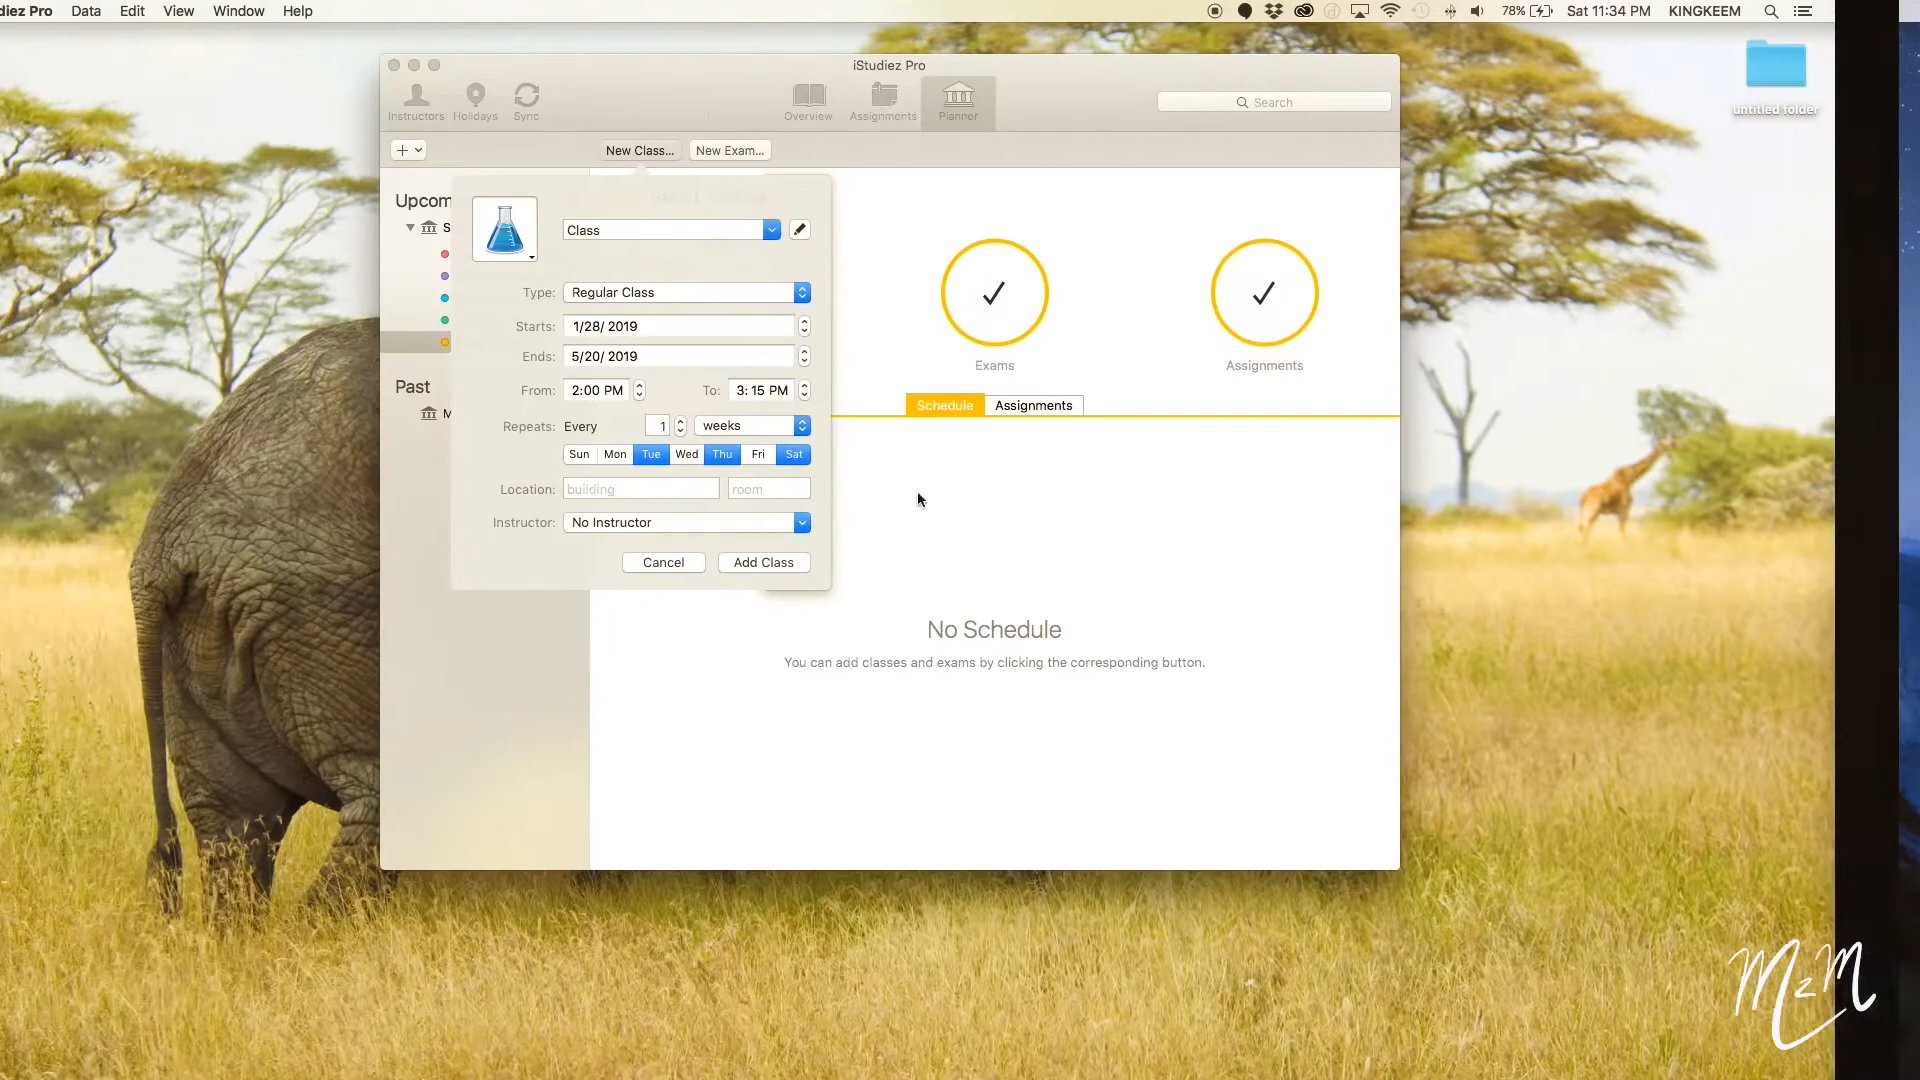 diez Pro Data Edit View Window Help 78% Sat 11:34 PM KINGKEEM
untitled folder
iStudiez Pro
Instructors Holidays Sync Overview Assignments Planner Search
New Class... New Exam...
Upcom
S
Past
M
Class
Type: Regular Class
Starts: 1/28/ 2019
Ends: 5/20/ 2019
From: 2:00 PM To: 3:15 PM
Repeats: Every 1 weeks
Sun Mon Tue Wed Thu Fri Sat
Location: building room
Instructor: No Instructor
Cancel Add Class
Exams Assignments
Schedule Assignments
No Schedule
You can add classes and exams by clicking the corresponding button.
MzM